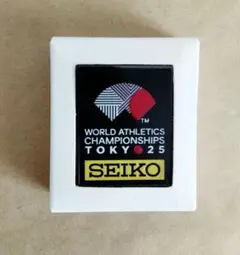 TM
WORLD ATHLETICS
CHAMPIONSHIPS
TOKYO 25
SEIKO